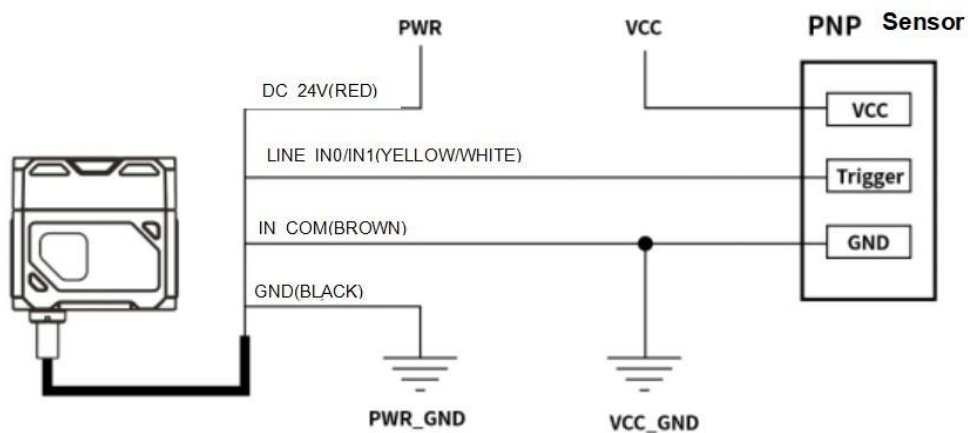 PWR
VCC
PNP Sensor
DC 24V(RED)
VCC
LINE IN0/IN1(YELLOW/WHITE)
Trigger
IN COM(BROWN)
GND
GND(BLACK)
PWR_GND
VCC_GND